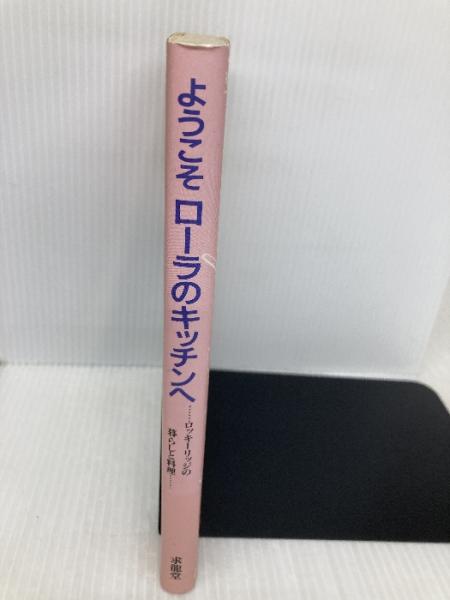 ようこそ ローラのキッチンへ
……ロッキーリッジの
暮らしと料理……
求龍堂